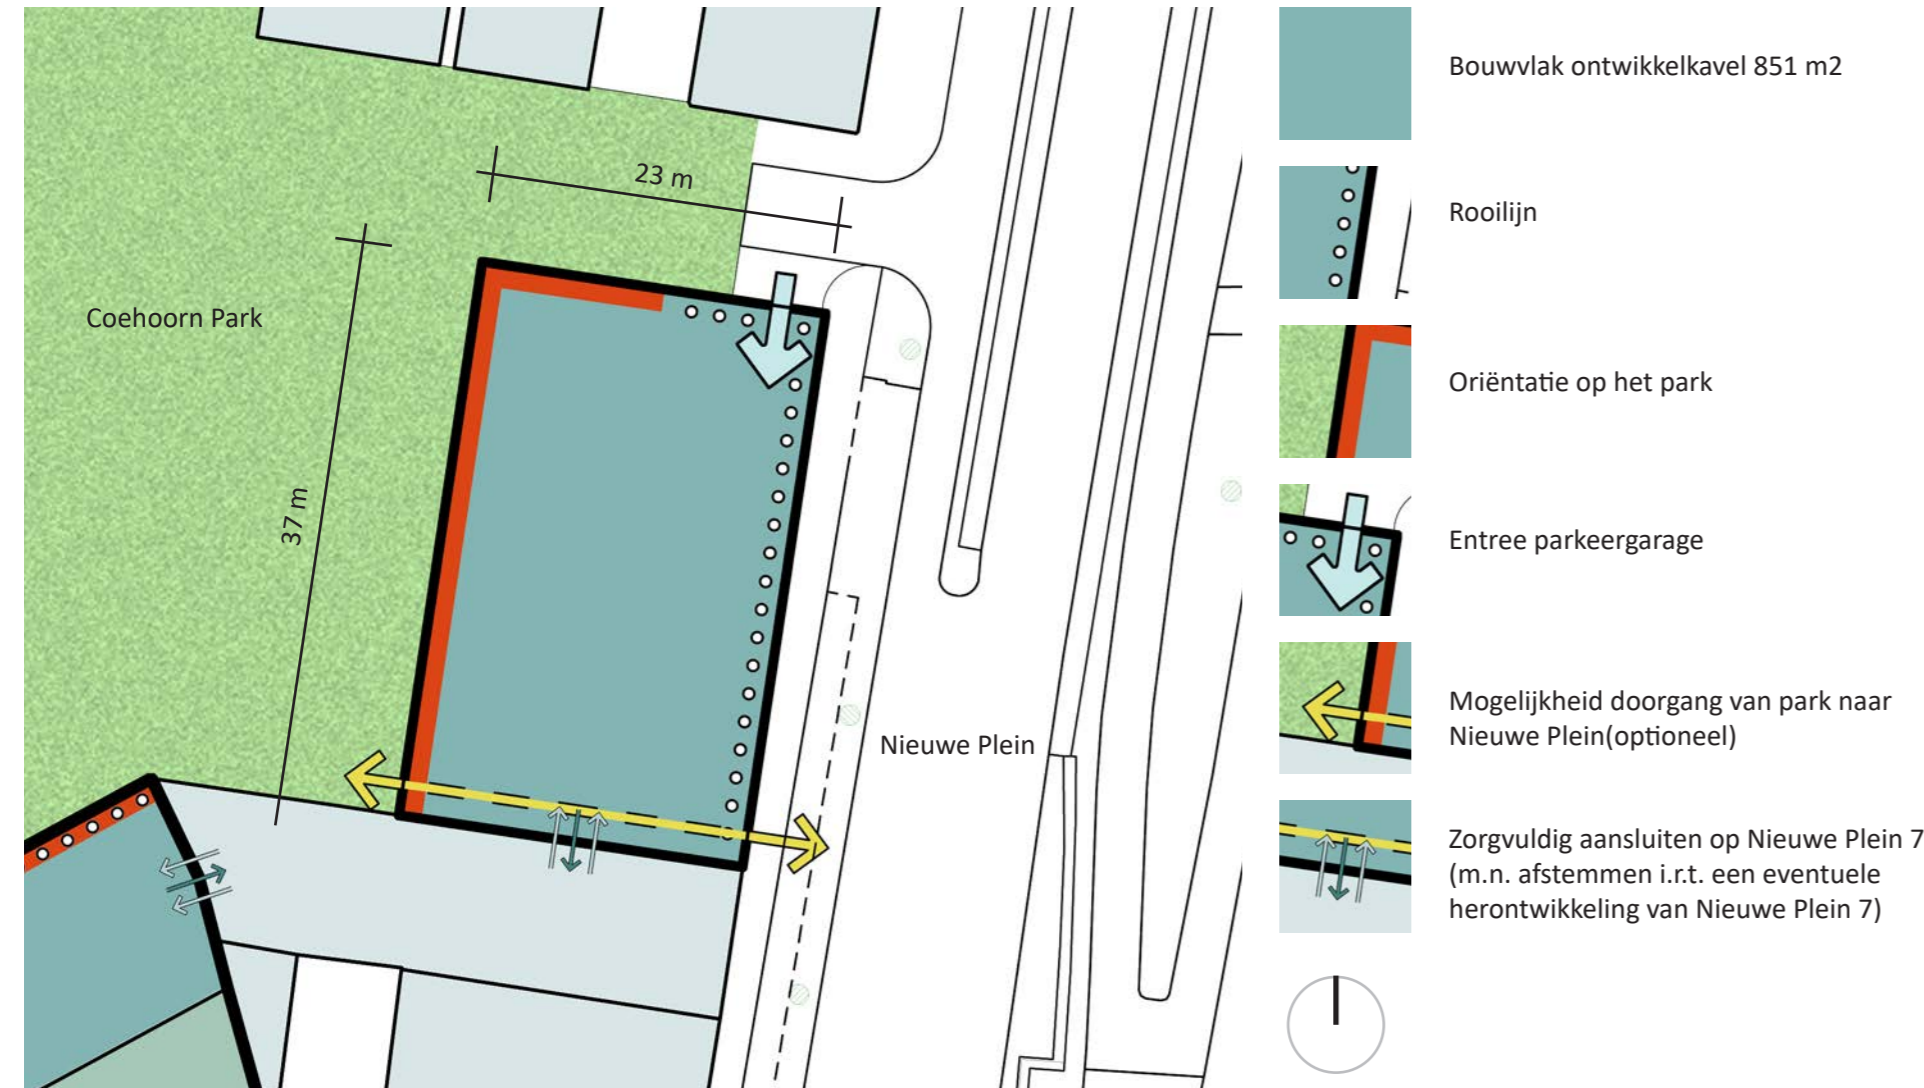 23 m
Coehoorn Park
37 m
Nieuwe Plein
Bouwvlak ontwikkelkavel 851 m2
Rooilijn
Oriëntatie op het park
Entree parkeergarage
Mogelijkheid doorgang van park naar
Nieuwe Plein(optioneel)
Zorgvuldig aansluiten op Nieuwe Plein 7
(m.n. afstemmen i.r.t. een eventuele
herontwikkeling van Nieuwe Plein 7)